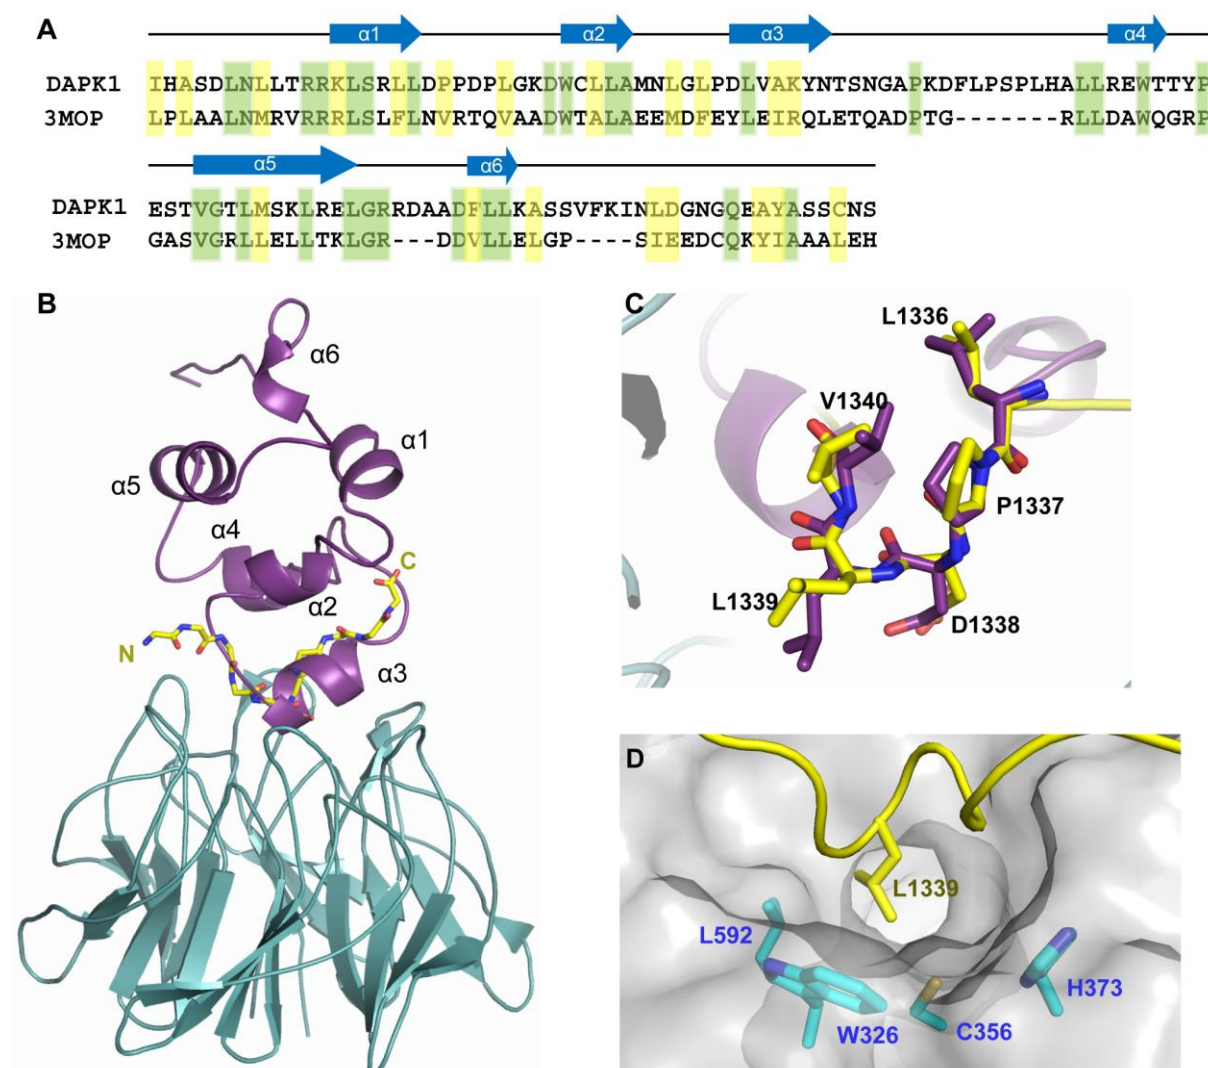 A
α1 α2 α3 α4
DAPK1 IHASDLNLLTRRKLSRLLDPPDPLGKDWCLLAMNLGLPDLVAKYNTSNGAPKDFLPSPLHALLREWTTYP
3MOP LPLAALNMRVRRRLSLFLNVRTQVAADWTALAEEMDFEYLEIRQLETQADPTG-------RLLDAWQGRP
α5 α6
DAPK1 ESTVGTLMSKLRELGRRDAADFLLKASSVFKINLDGNGQEAYASSCNS
3MOP GASVGRLLELLTKLGR---DDVLLELGP----SIEEDCQKYIAAALEH
B
α6
α1
α5
α4
C
α2
N
α3
C
L1336
V1340
P1337
L1339
D1338
D
L1339
L592
H373
W326
C356